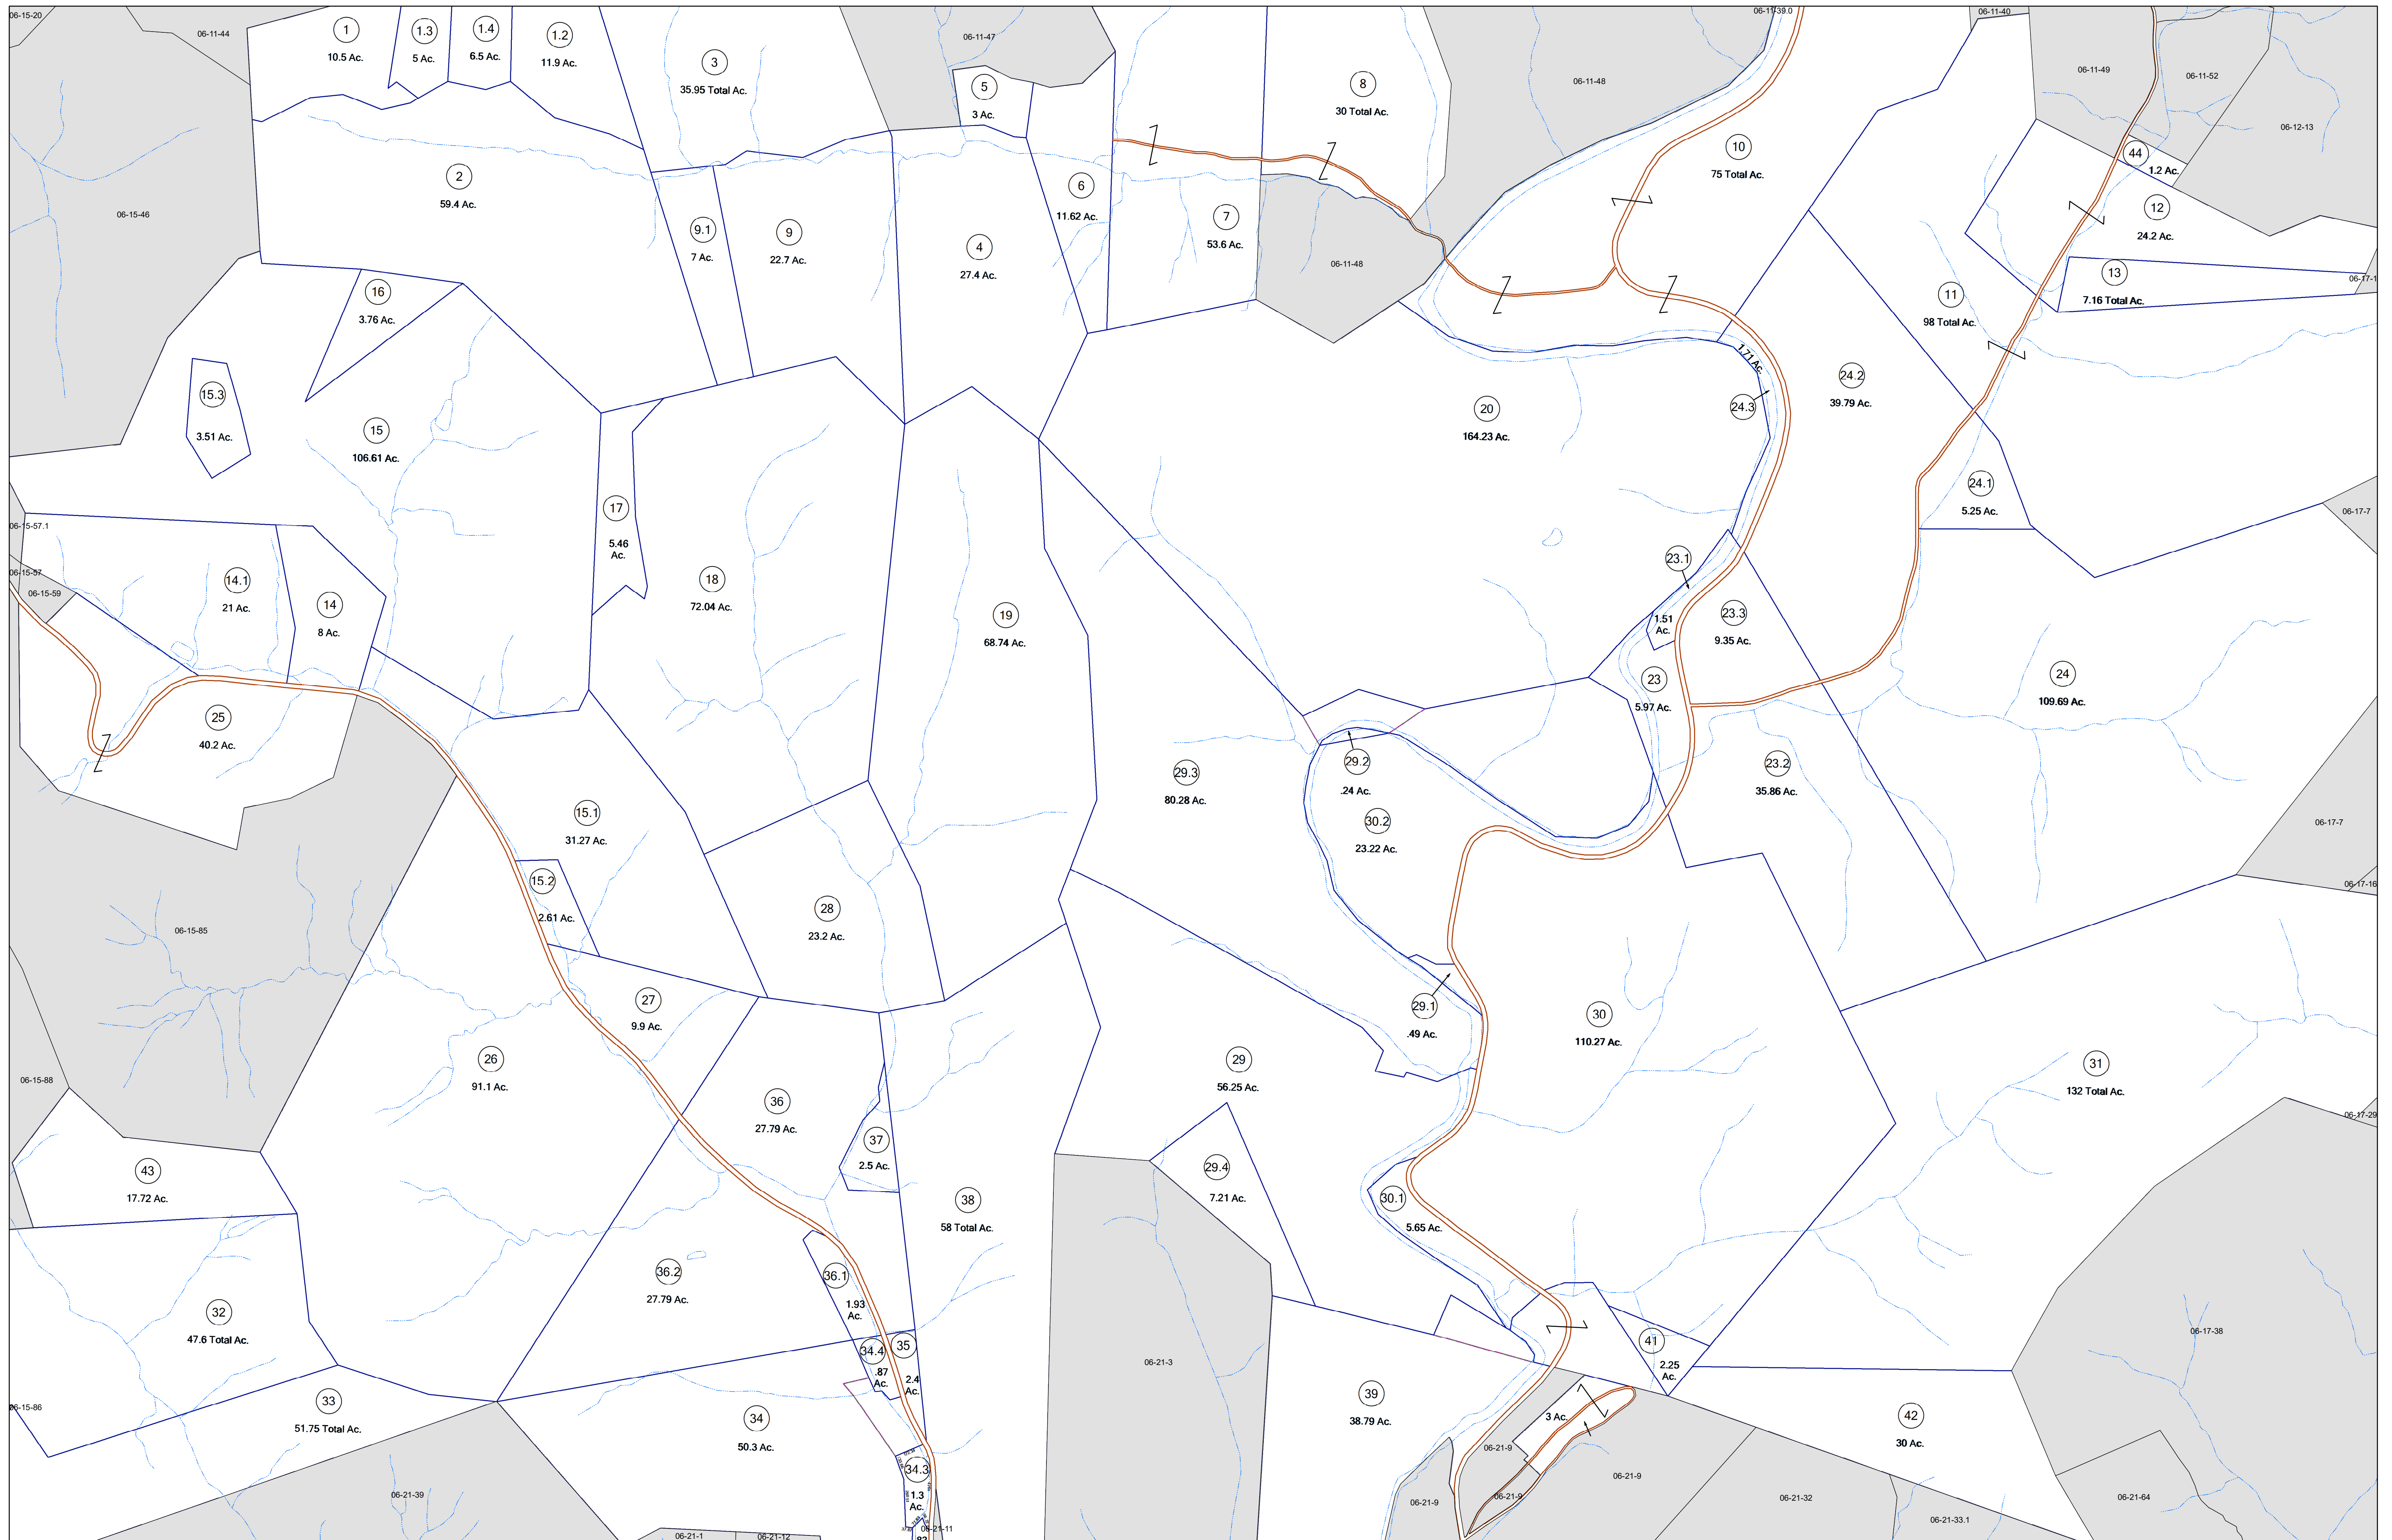 06-15-20
06-11-44
1
10.5 Ac.
1.3
5 Ac.
1.4
6.5 Ac.
1.2
11.9 Ac.
3
35.95 Total Ac.
06-11-47
5
3 Ac.
8
30 Total Ac.
06-11-48
06-11-39.0
06-11-40
10
75 Total Ac.
06-11-49
06-11-52
06-12-13
44
1.2 Ac.
12
24.2 Ac.
13
7.16 Total Ac.
06-17-1
06-15-46
2
59.4 Ac.
9.1
7 Ac.
9
22.7 Ac.
4
27.4 Ac.
6
11.62 Ac.
7
53.6 Ac.
06-11-48
11
98 Total Ac.
16
3.76 Ac.
15.3
3.51 Ac.
15
106.61 Ac.
20
164.23 Ac.
1.71 Ac.
24.3
24.2
39.79 Ac.
24.1
5.25 Ac.
06-17-7
06-15-57.1
06-15-57
06-15-59
14.1
21 Ac.
14
8 Ac.
17
5.46
Ac.
18
72.04 Ac.
19
68.74 Ac.
23.1
1.51
Ac.
23.3
9.35 Ac.
23
5.97 Ac.
24
109.69 Ac.
25
40.2 Ac.
29.3
80.28 Ac.
29.2
.24 Ac.
30.2
23.22 Ac.
23.2
35.86 Ac.
06-17-7
06-17-16
15.1
31.27 Ac.
15.2
2.61 Ac.
28
23.2 Ac.
06-15-85
27
9.9 Ac.
29.1
.49 Ac.
30
110.27 Ac.
26
91.1 Ac.
29
56.25 Ac.
31
132 Total Ac.
06-15-88
36
27.79 Ac.
37
2.5 Ac.
06-17-29
43
17.72 Ac.
29.4
7.21 Ac.
38
58 Total Ac.
30.1
5.65 Ac.
32
47.6 Total Ac.
36.2
27.79 Ac.
36.1
1.93
Ac.
34.4
.87
Ac.
35
2.4
Ac.
06-21-3
41
2.25
Ac.
06-17-38
06-15-86
33
51.75 Total Ac.
34
50.3 Ac.
39
38.79 Ac.
3 Ac.
42
30 Ac.
06-21-9
06-21-9
34.3
1.3
Ac.
06-21-39
06-21-9
06-21-9
06-21-32
06-21-64
06-21-33.1
06-21-1
06-21-12
06-21-11